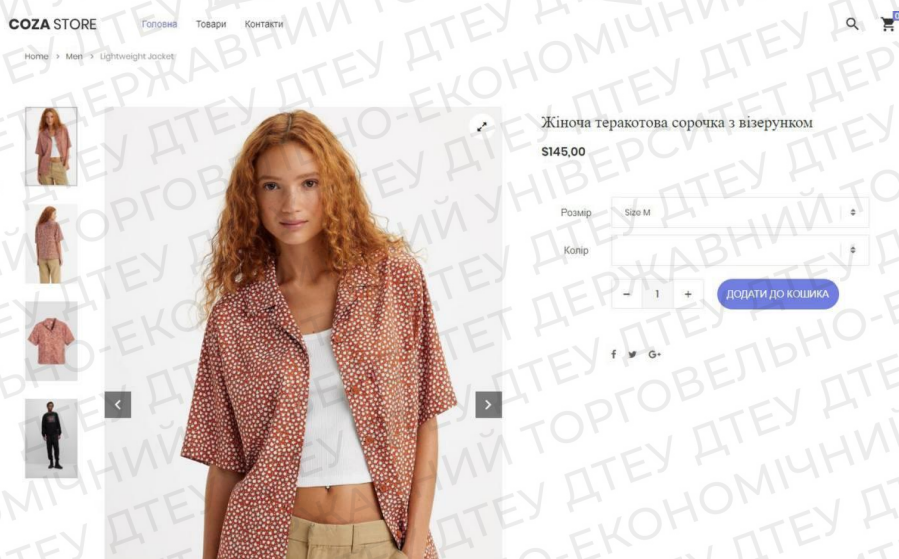 COZA STORE
Головна Товари Контакти
0
Home > Men > Lightweight Jacket
Жіноча теракотова сорочка з візерунком
$145,00
Розмір Size M
Колір
− 1 + ДОДАТИ ДО КОШИКА
f G+
ДЕРЖАВНИЙ ТОРГОВЕЛЬНО-ЕКОНОМІЧНИЙ УНІВЕРСИТЕТ ДТЕУ